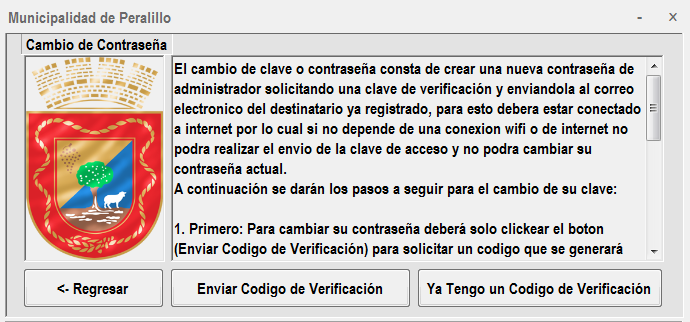 Municipalidad de Peralillo
Cambio de Contraseña
El cambio de clave o contraseña consta de crear una nueva contraseña de
administrador solicitando una clave de verificación y enviandola al correo
electronico del destinatario ya registrado, para esto debera estar conectado
a internet por lo cual si no depende de una conexion wifi o de internet no
podra realizar el envio de la clave de acceso y no podra cambiar su
contraseña actual.
A continuación se darán los pasos a seguir para el cambio de su clave:
1. Primero: Para cambiar su contraseña deberá solo clickear el boton
(Enviar Codigo de Verificación) para solicitar un codigo que se generará
<- Regresar
Enviar Codigo de Verificación
Ya Tengo un Codigo de Verificación